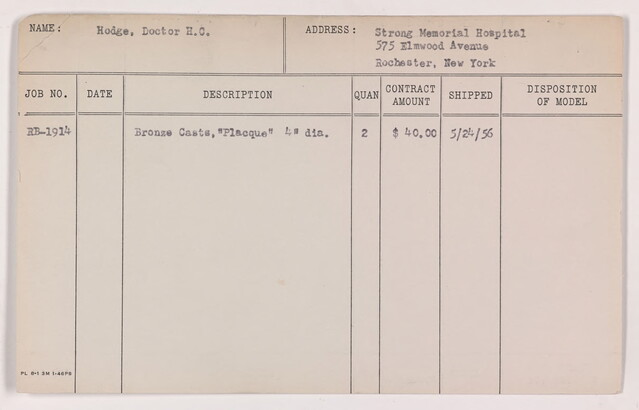 NAME: Hodge, Doctor H.C. ADDRESS: Strong Memorial Hospital
575 Elmwood Avenue
Rochester, New York
JOB NO. DATE DESCRIPTION QUAN CONTRACT AMOUNT SHIPPED DISPOSITION OF MODEL
RB-1914 Bronze Casts,"Placque" 4" dia. 2 $ 40.00 5/24/56